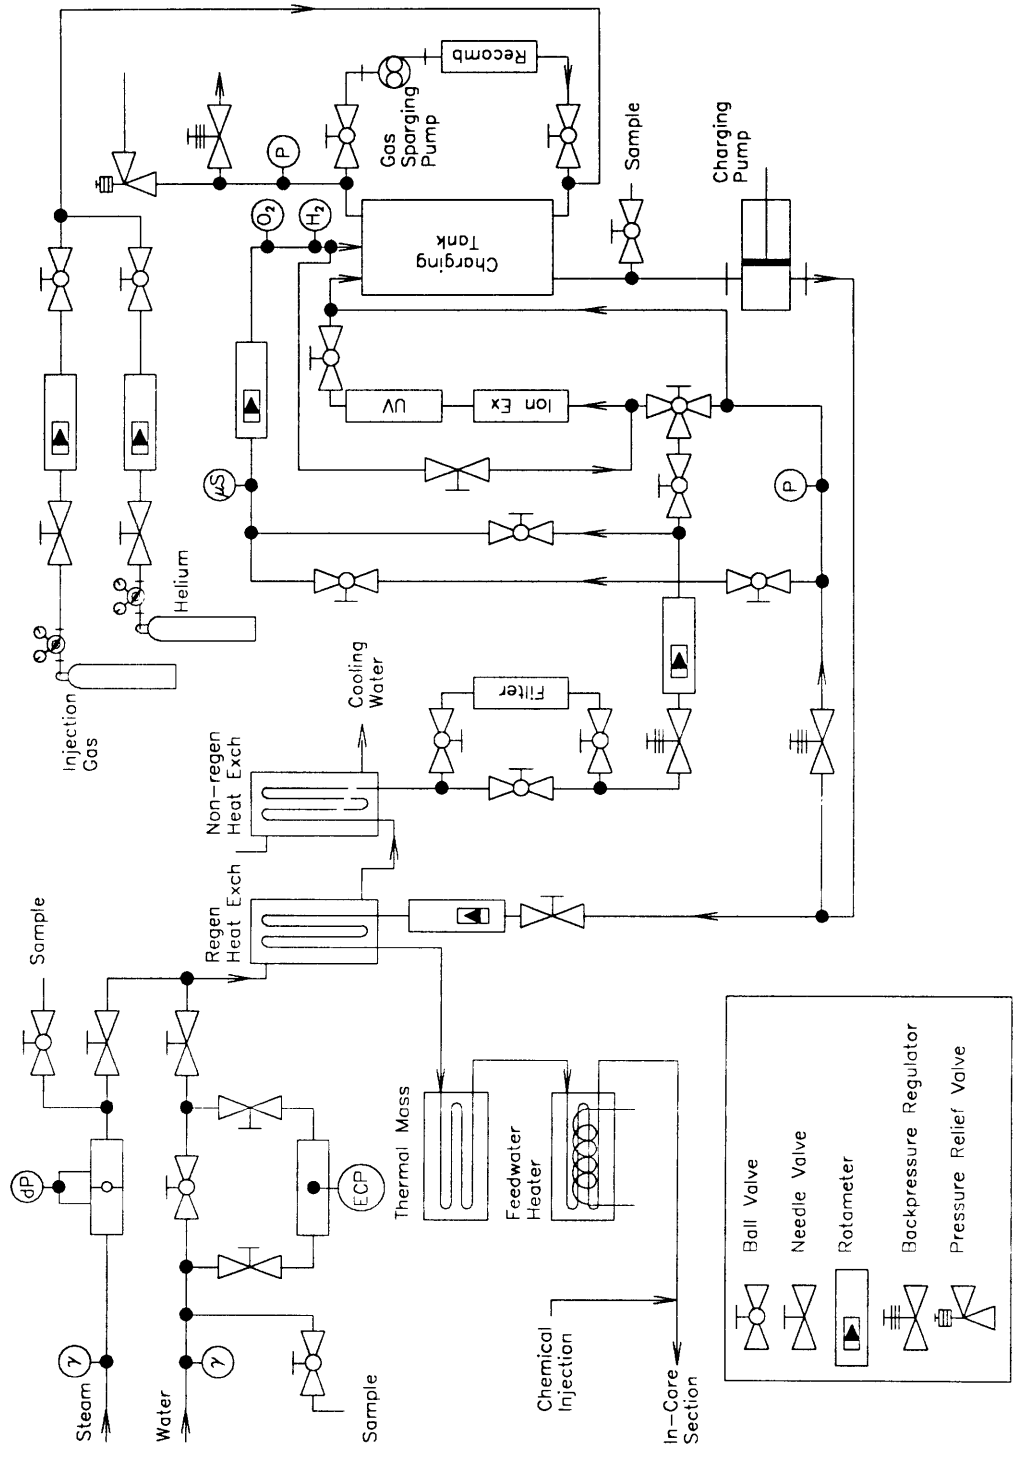 Injection
Gas
Helium
Gas
Sparging
Pump
Recomb
P
O2
H2
Charging
Tank
Sample
Charging
Pump
µS
UV
Ion Ex
P
Cooling
Water
Filter
Non-regen
Heat Exch
Regen
Heat Exch
Sample
dP
ECP
Steam
γ
Water
γ
Sample
Thermal Mass
Feedwater
Heater
Chemical
Injection
In-Core
Section
Ball Valve
Needle Valve
Rotameter
Backpressure Regulator
Pressure Relief Valve